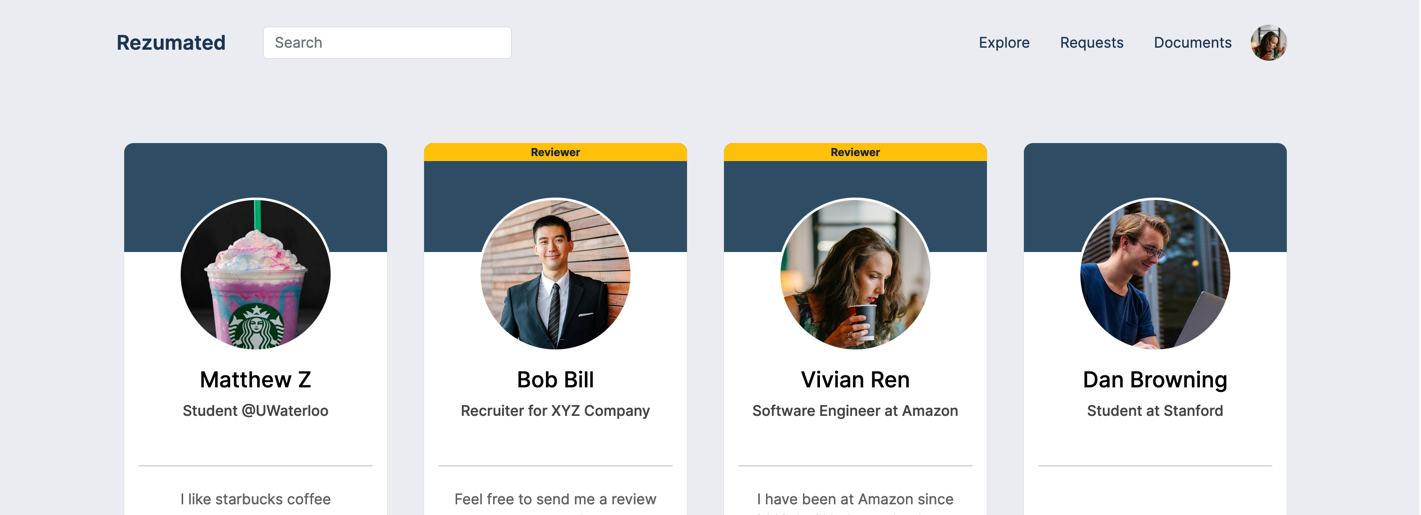 Rezumated
Search
Explore
Requests
Documents
Matthew Z
Student @UWaterloo
I like starbucks coffee
Reviewer
Bob Bill
Recruiter for XYZ Company
Feel free to send me a review
Reviewer
Vivian Ren
Software Engineer at Amazon
I have been at Amazon since
Dan Browning
Student at Stanford